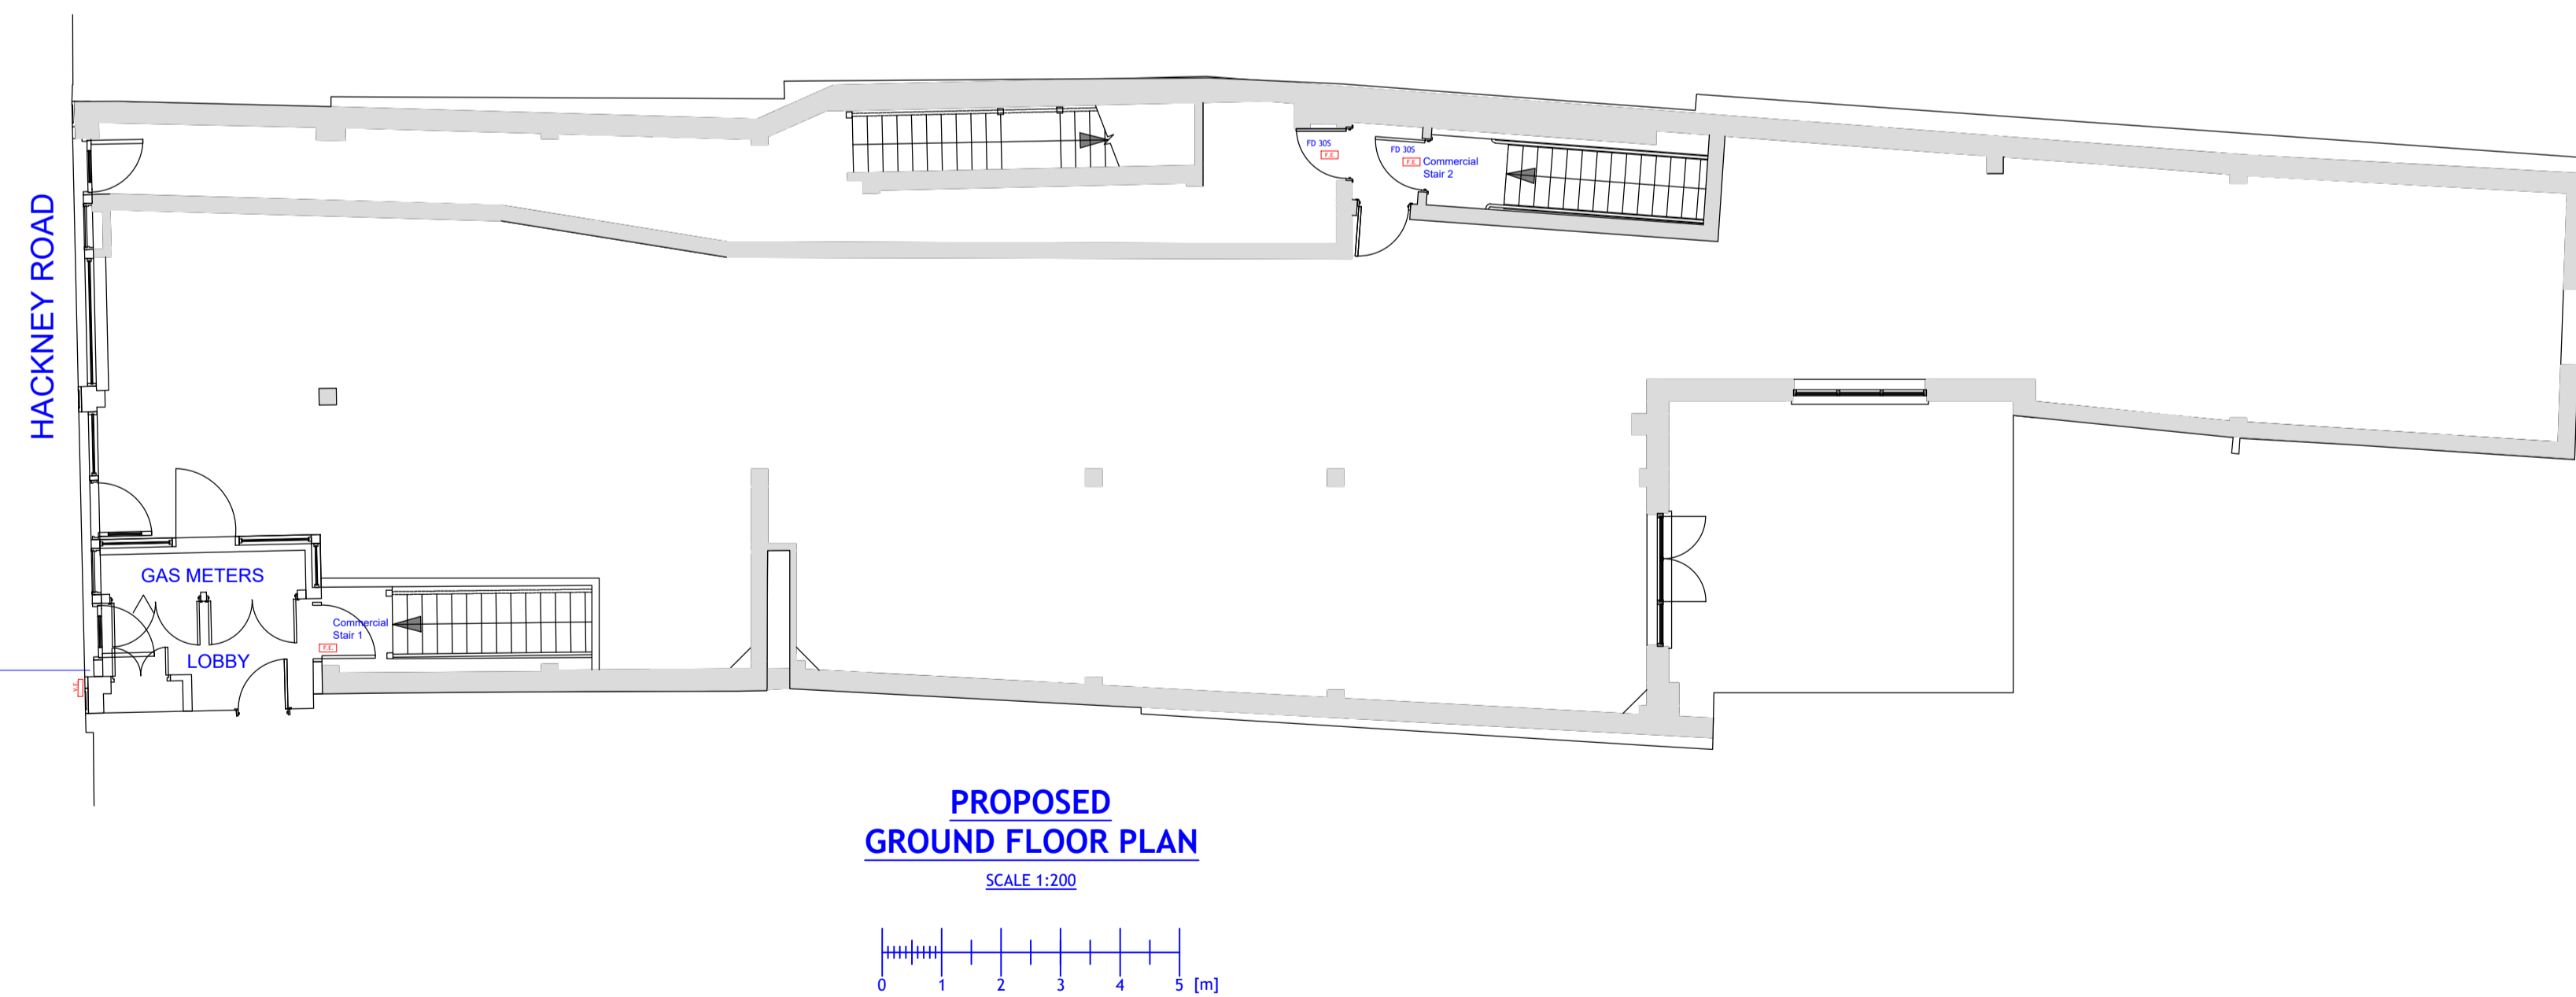 HACKNEY ROAD
FD 30S
F.E.
FD 30S
F.E.
Commercial
Stair 2
GAS METERS
Commercial
Stair 1
F.E.
LOBBY
PROPOSED
GROUND FLOOR PLAN
SCALE 1:200
0 1 2 3 4 5 [m]